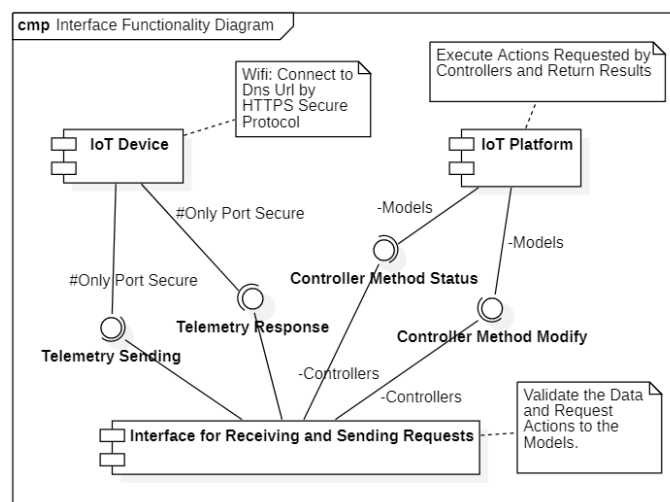 cmp Interface Functionality Diagram
Wifi: Connect to
Dns Url by
HTTPS Secure
Protocol
Execute Actions Requested by
Controllers and Return Results
IoT Device
IoT Platform
#Only Port Secure
-Models
-Models
#Only Port Secure
Controller Method Status
Telemetry Response
Controller Method Modify
Telemetry Sending
-Controllers
-Controllers
Interface for Receiving and Sending Requests
Validate the Data
and Request
Actions to the
Models.